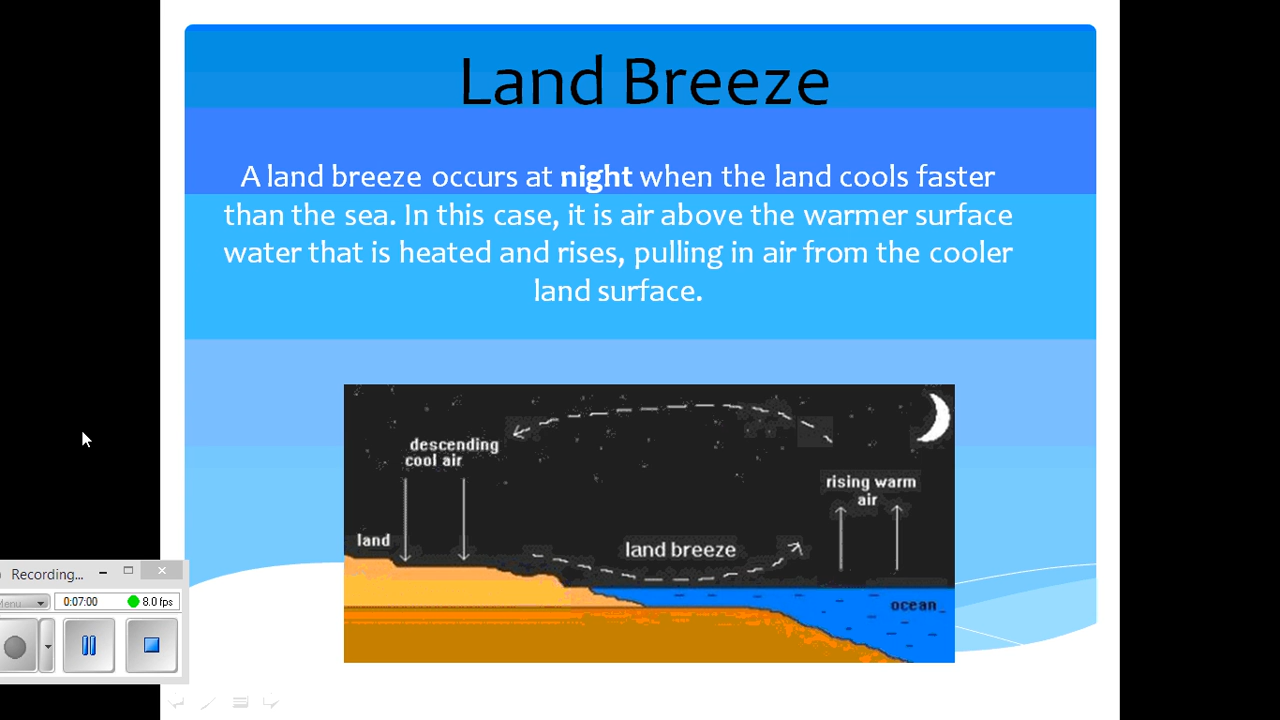 Land Breeze
A land breeze occurs at night when the land cools faster
than the sea. In this case, it is air above the warmer surface
water that is heated and rises, pulling in air from the cooler
land surface.
descending
cool air
rising warm
air
land
land breeze
ocean
Recording...
Menu
0:07:00
8.0 fps